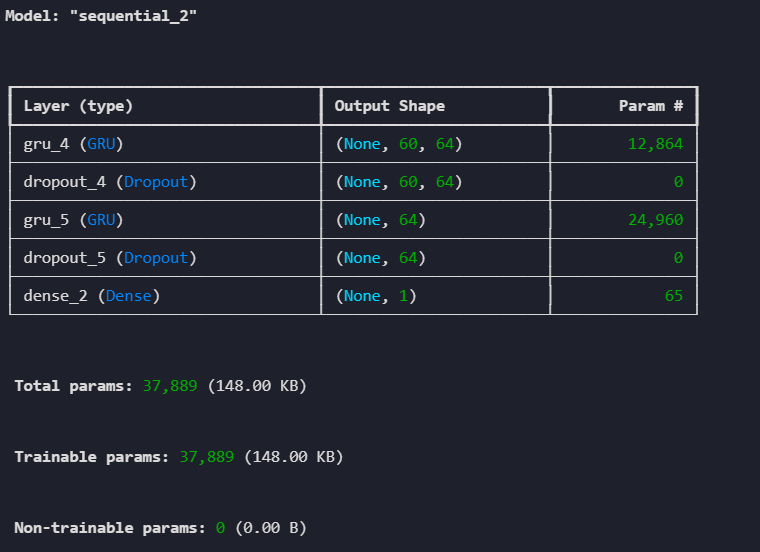 Model: "sequential_2"
Layer (type) Output Shape Param #
gru_4 (GRU) (None, 60, 64) 12,864
dropout_4 (Dropout) (None, 60, 64) 0
gru_5 (GRU) (None, 64) 24,960
dropout_5 (Dropout) (None, 64) 0
dense_2 (Dense) (None, 1) 65
Total params: 37,889 (148.00 KB)
Trainable params: 37,889 (148.00 KB)
Non-trainable params: 0 (0.00 B)